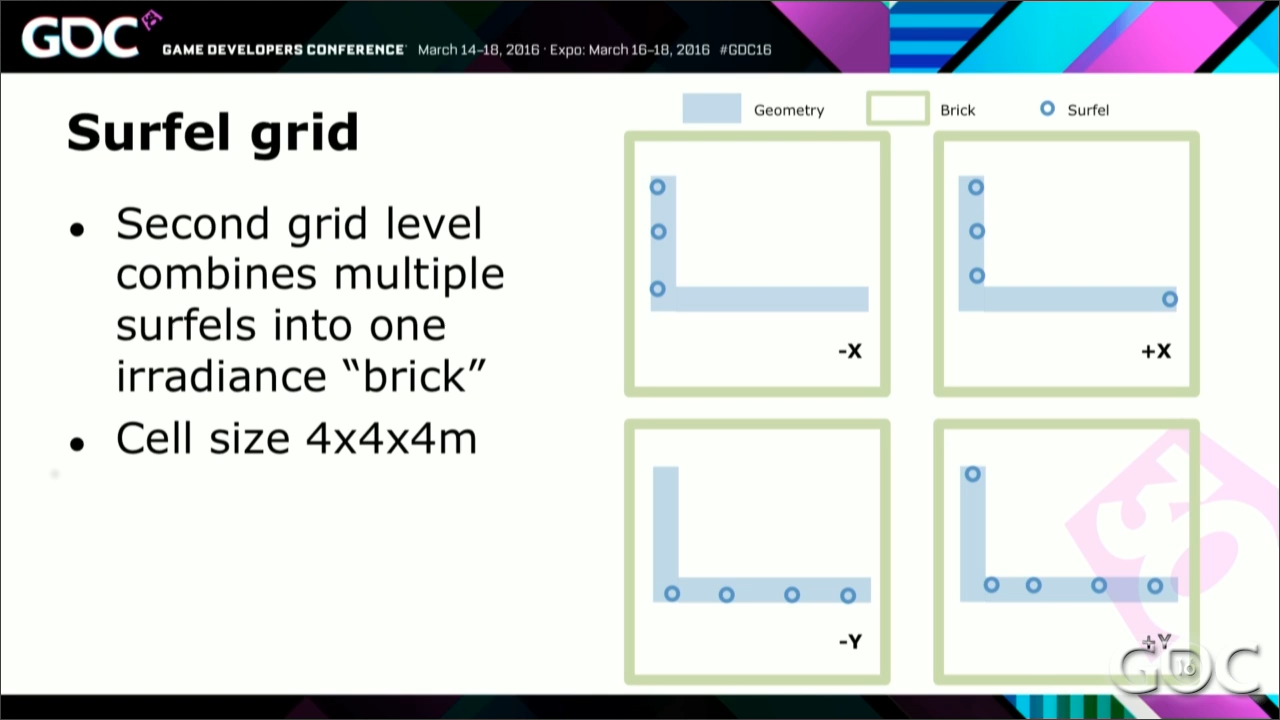 GDC
GAME DEVELOPERS CONFERENCE March 14–18, 2016 · Expo: March 16–18, 2016 #GDC16
Surfel grid
• Second grid level
combines multiple
surfels into one
irradiance “brick”
• Cell size 4x4x4m
Geometry Brick Surfel
-X +X
-Y +Y
GDC 16